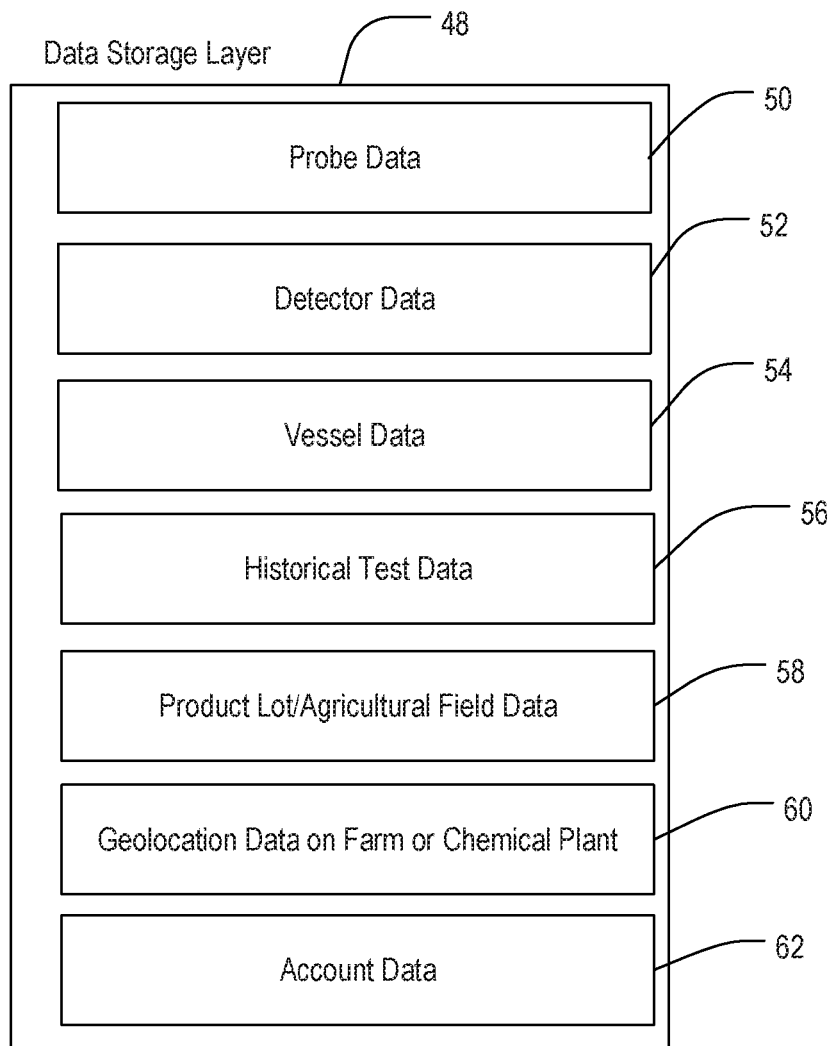 48
Data Storage Layer
50
Probe Data
52
Detector Data
54
Vessel Data
56
Historical Test Data
58
Product Lot/Agricultural Field Data
60
Geolocation Data on Farm or Chemical Plant
62
Account Data